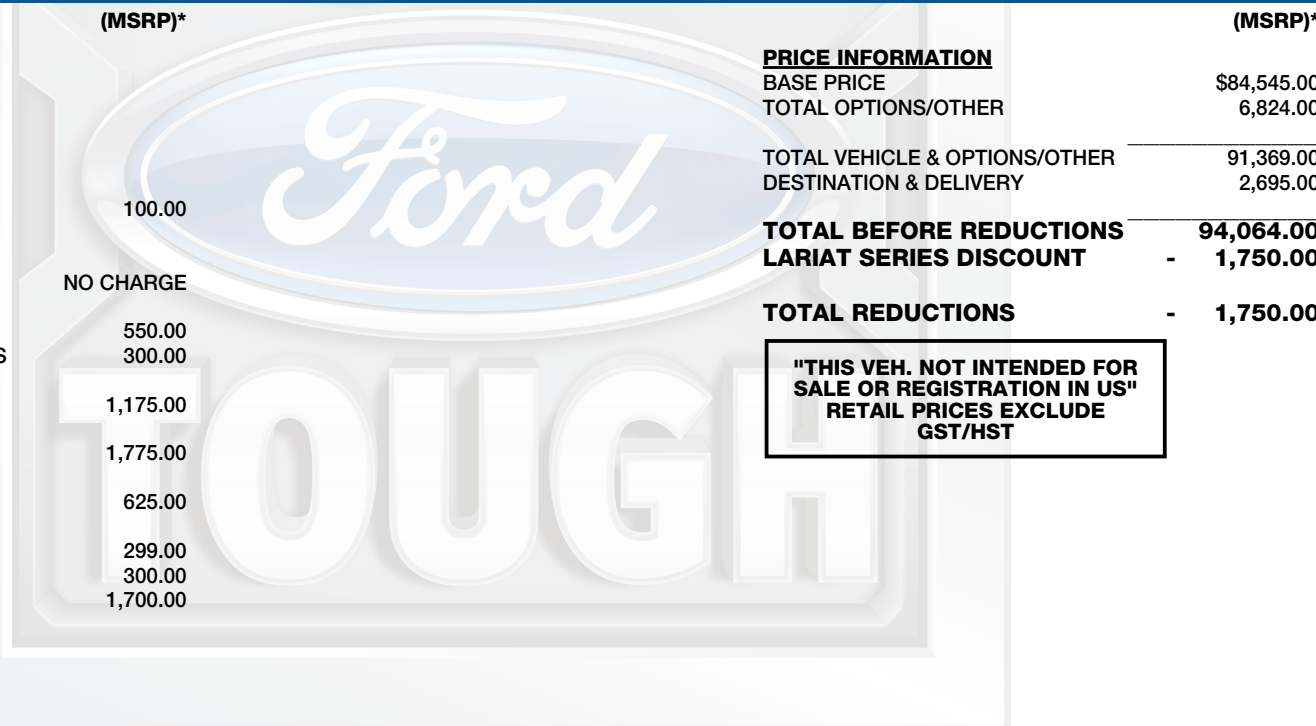 (MSRP)*
100.00
NO CHARGE
550.00
S 300.00
1,175.00
1,775.00
625.00
299.00
300.00
1,700.00
Ford
TOUGH
(MSRP)*
PRICE INFORMATION
BASE PRICE $84,545.00
TOTAL OPTIONS/OTHER 6,824.00
TOTAL VEHICLE & OPTIONS/OTHER 91,369.00
DESTINATION & DELIVERY 2,695.00
TOTAL BEFORE REDUCTIONS 94,064.00
LARIAT SERIES DISCOUNT - 1,750.00
TOTAL REDUCTIONS - 1,750.00
"THIS VEH. NOT INTENDED FOR
SALE OR REGISTRATION IN US"
RETAIL PRICES EXCLUDE
GST/HST